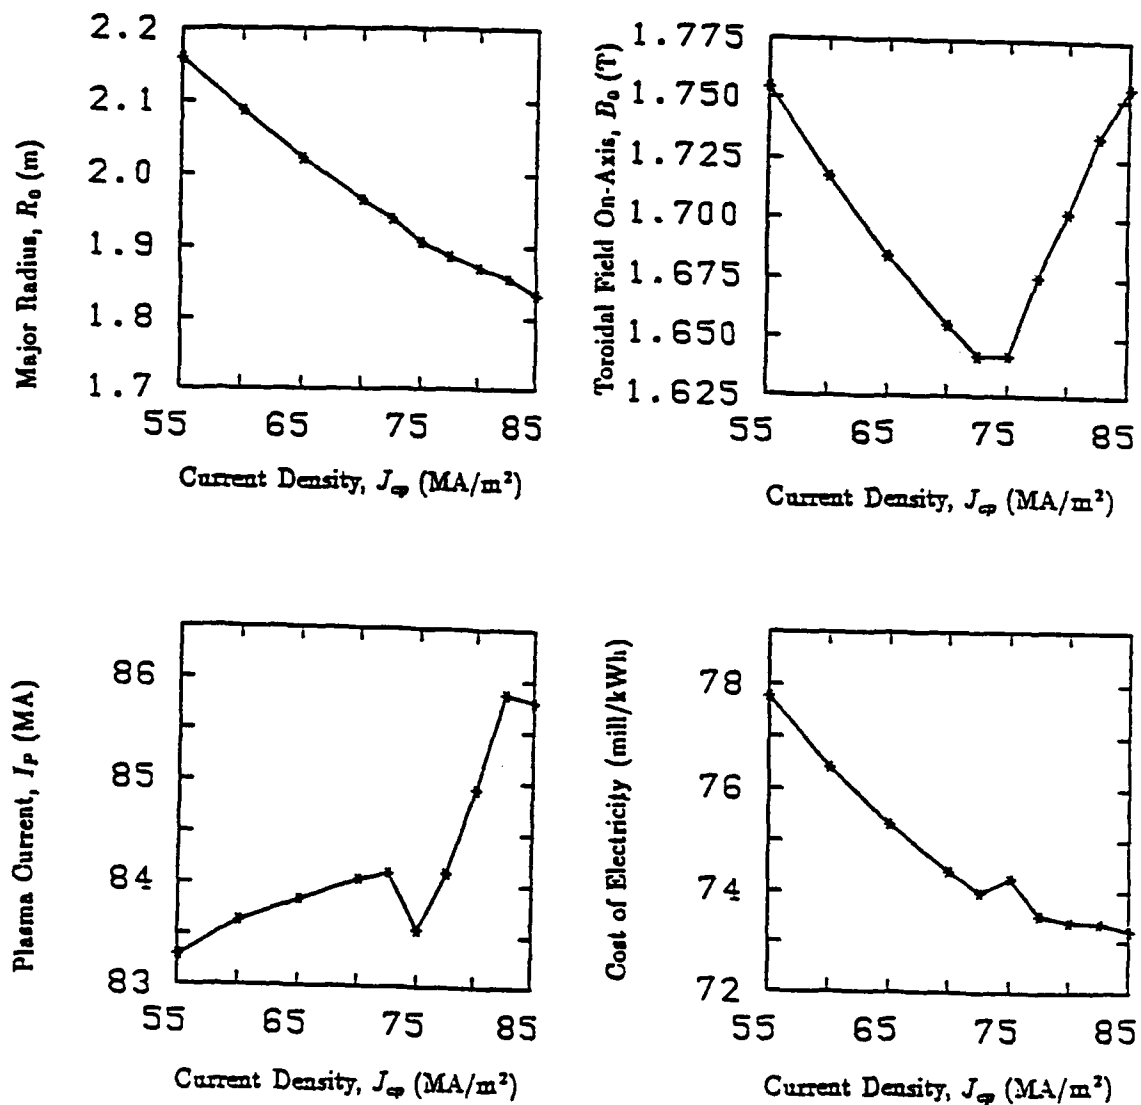 2.2
2.1
2.0
1.9
1.8
1.7
55 65 75 85
Major Radius, R₀ (m)
Current Density, J_cp (MA/m²)
1.775
1.750
1.725
1.700
1.675
1.650
1.625
55 65 75 85
Toroidal Field On-Axis, B₀ (T)
Current Density, J_cp (MA/m²)
86
85
84
83
55 65 75 85
Plasma Current, I_P (MA)
Current Density, J_cp (MA/m²)
78
76
74
72
55 65 75 85
Cost of Electricity (mill/kWh)
Current Density, J_cp (MA/m²)